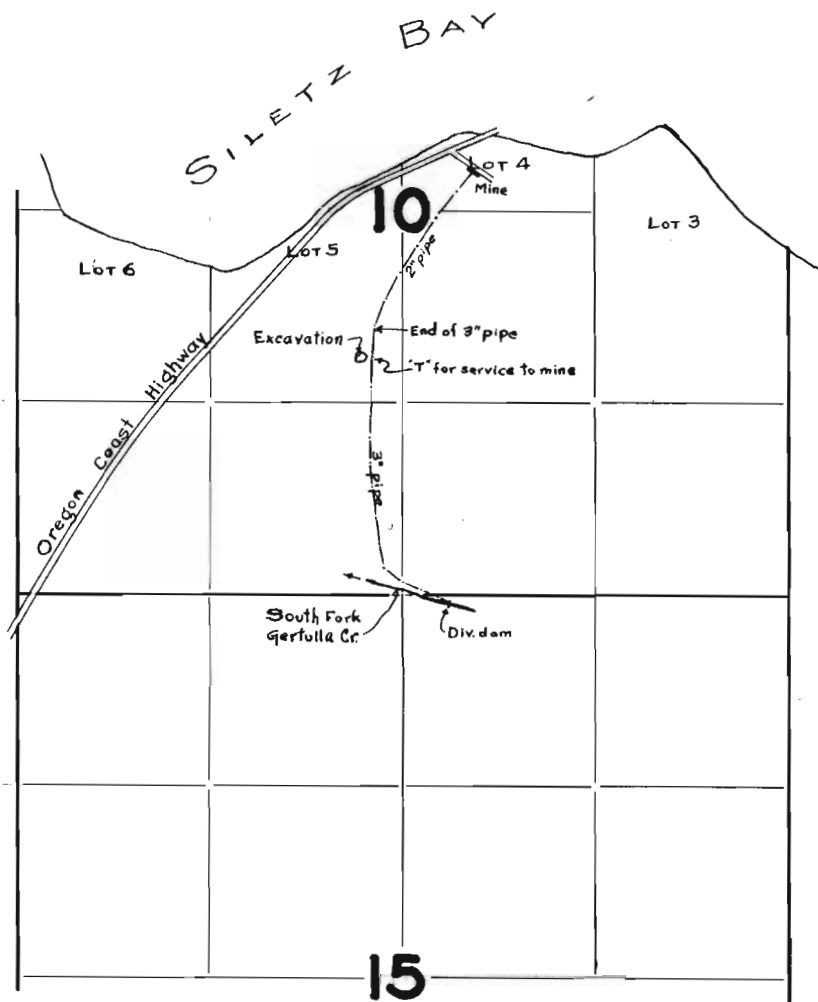 SILETZ BAY
LOT 4
Mine
10
LOT 3
LOT 5
LOT 6
2" pipe
Excavation
End of 3" pipe
"T" for service to mine
Oregon Coast Highway
3" pipe
South Fork
Gertulla Cr.
Div. dam
15